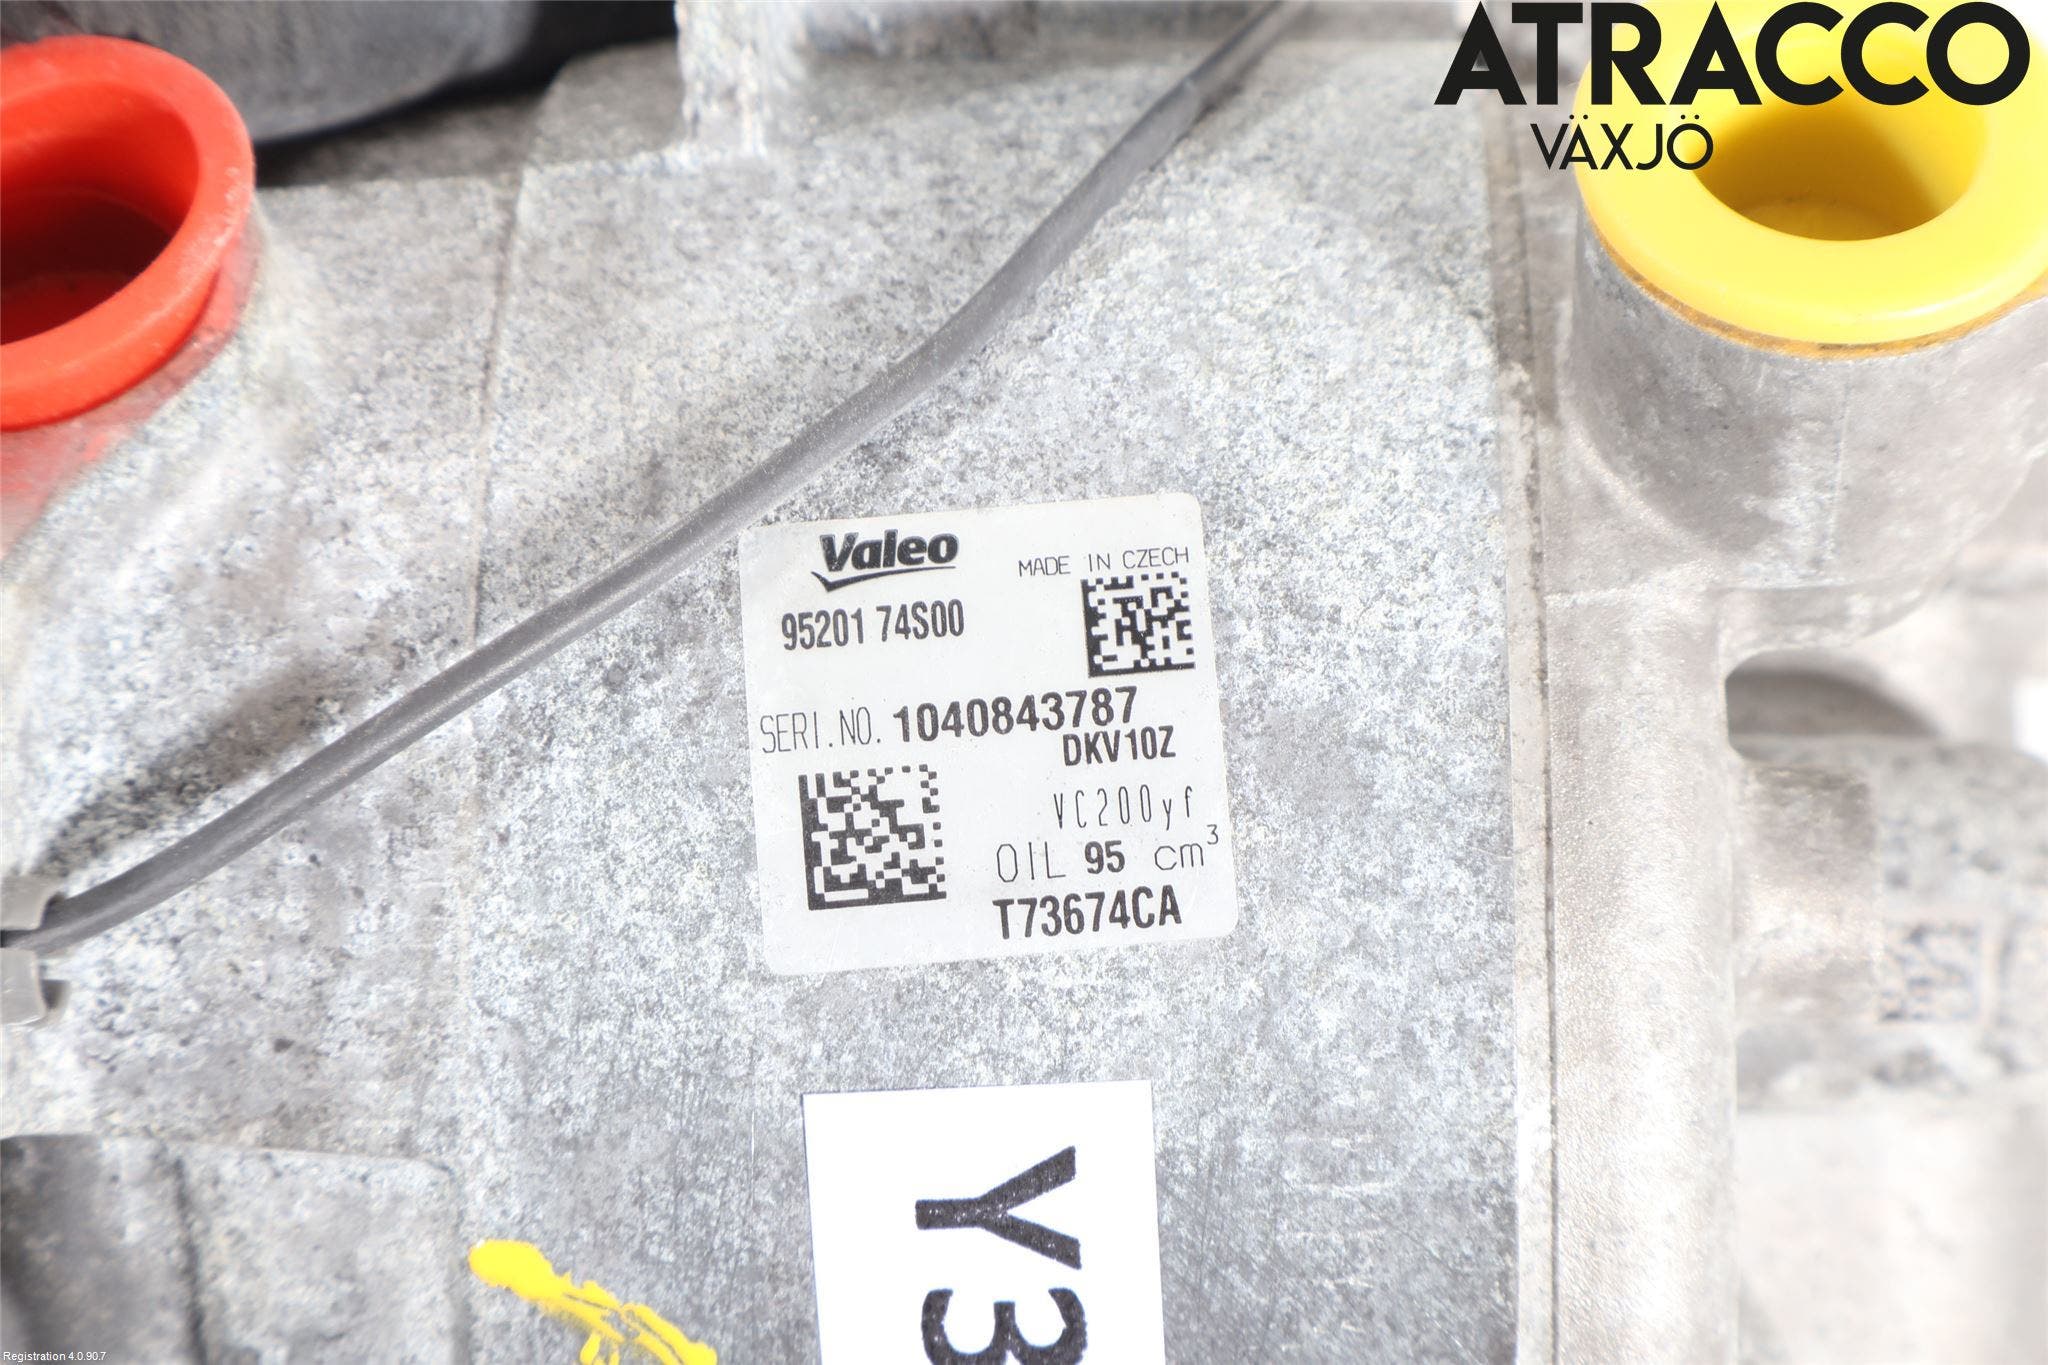 ATRACCO
VÄXJÖ
Valeo
MADE IN CZECH
95201 74S00
SERI.NO. 1040843787
DKV10Z
VC200yf
OIL 95 cm³
T73674CA
Y3
Registration 4.0.90.7